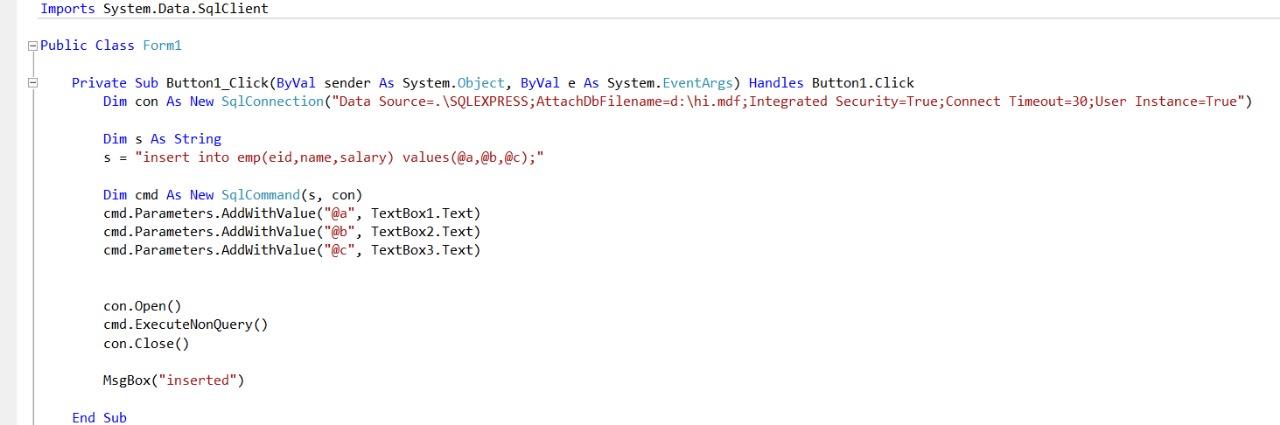 Imports System.Data.SqlClient
Public Class Form1
Private Sub Button1_Click(ByVal sender As System.Object, ByVal e As System.EventArgs) Handles Button1.Click
Dim con As New SqlConnection("Data Source=.\SQLEXPRESS;AttachDbFilename=d:\hi.mdf;Integrated Security=True;Connect Timeout=30;User Instance=True")
Dim s As String
s = "insert into emp(eid,name,salary) values(@a,@b,@c);"
Dim cmd As New SqlCommand(s, con)
cmd.Parameters.AddWithValue("@a", TextBox1.Text)
cmd.Parameters.AddWithValue("@b", TextBox2.Text)
cmd.Parameters.AddWithValue("@c", TextBox3.Text)
con.Open()
cmd.ExecuteNonQuery()
con.Close()
MsgBox("inserted")
End Sub